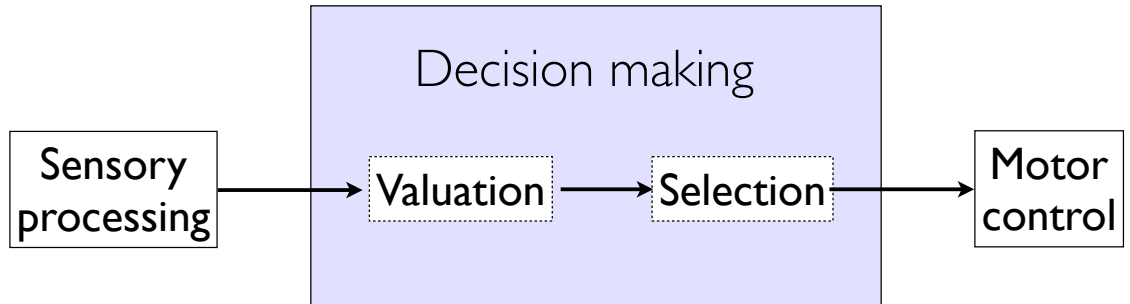 Decision making
Sensory
processing
Valuation
Selection
Motor
control